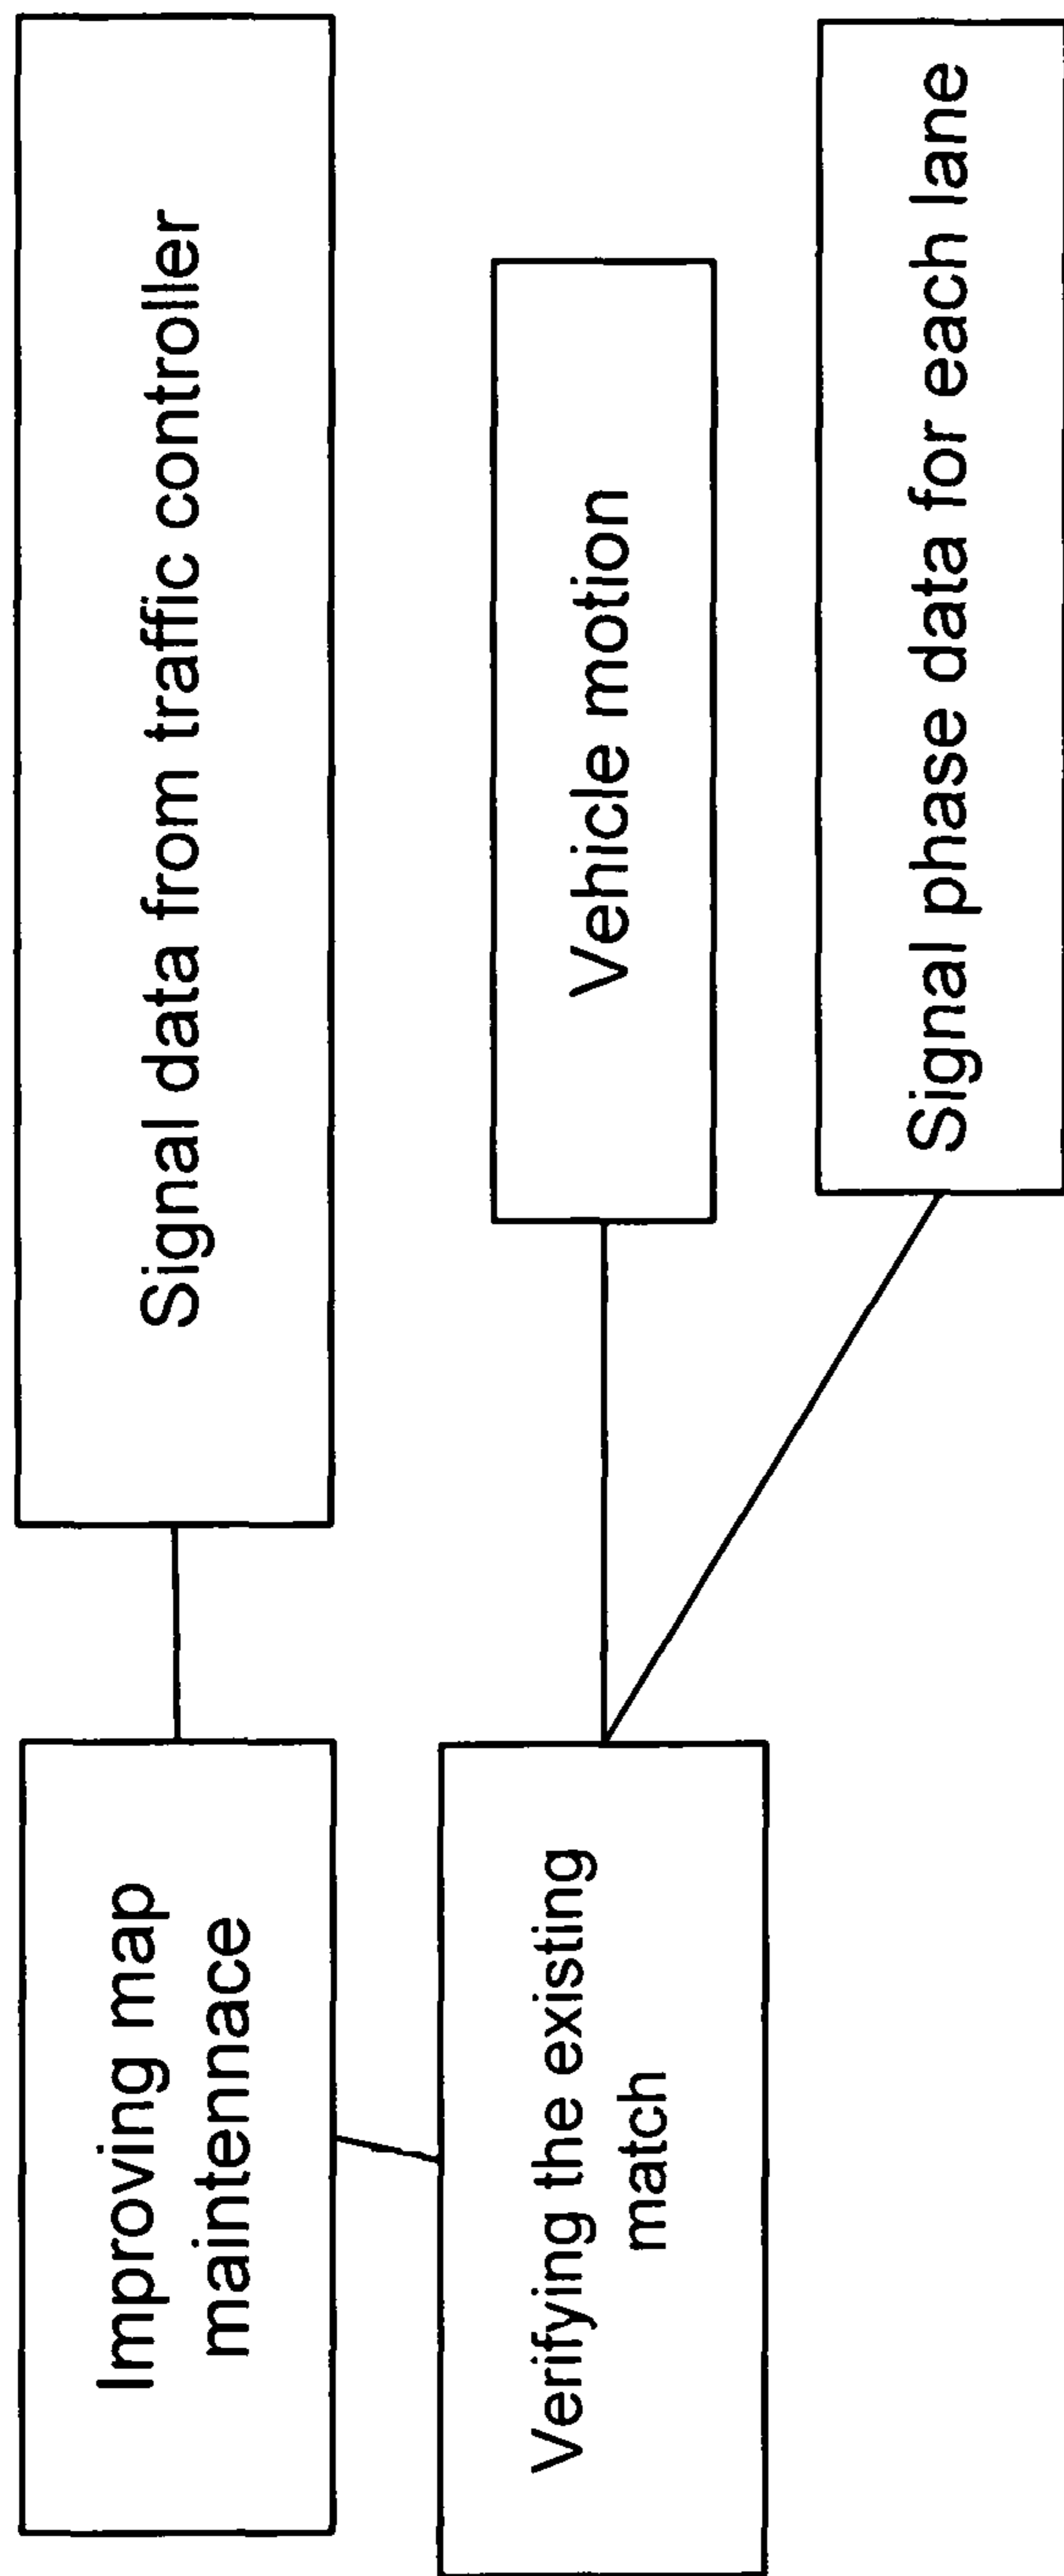 Improving map
maintennace
Signal data from traffic controller
Verifying the existing
match
Vehicle motion
Signal phase data for each lane